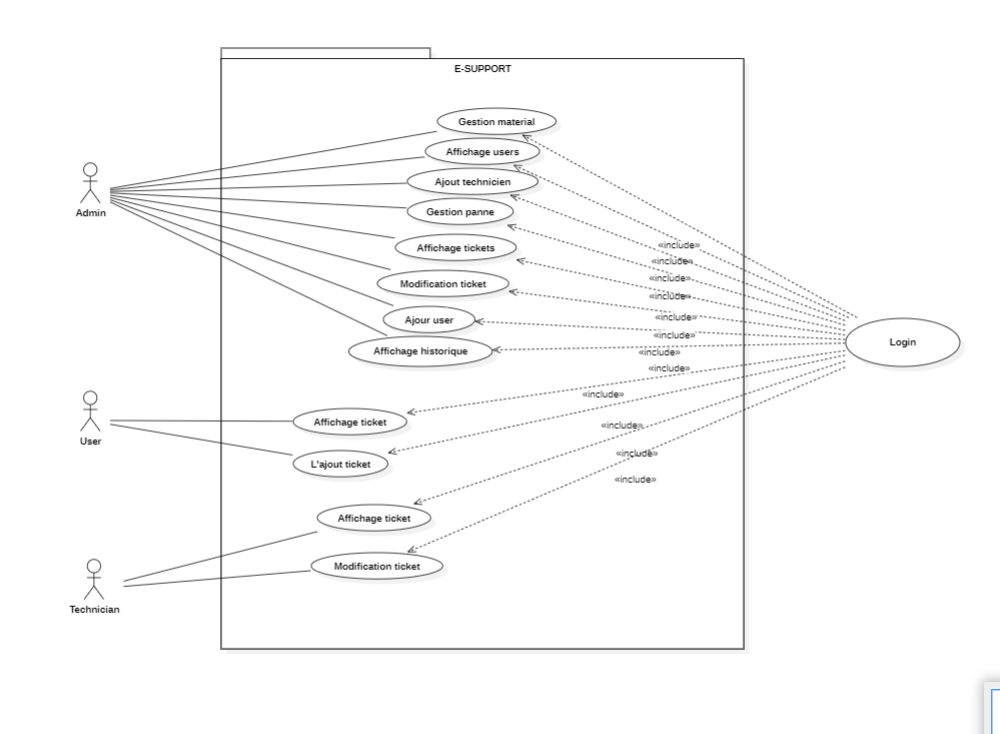 E-SUPPORT
Gestion material
Affichage users
Ajout technicien
Admin
Gestion panne
Affichage tickets
«include»
«include»
«include»
Modification ticket
«include»
«include»
Ajour user
«include»
Login
Affichage historique
«include»
«include»
«include»
Affichage ticket
«include»
User
«include»
L'ajout ticket
«include»
Affichage ticket
Modification ticket
Technician